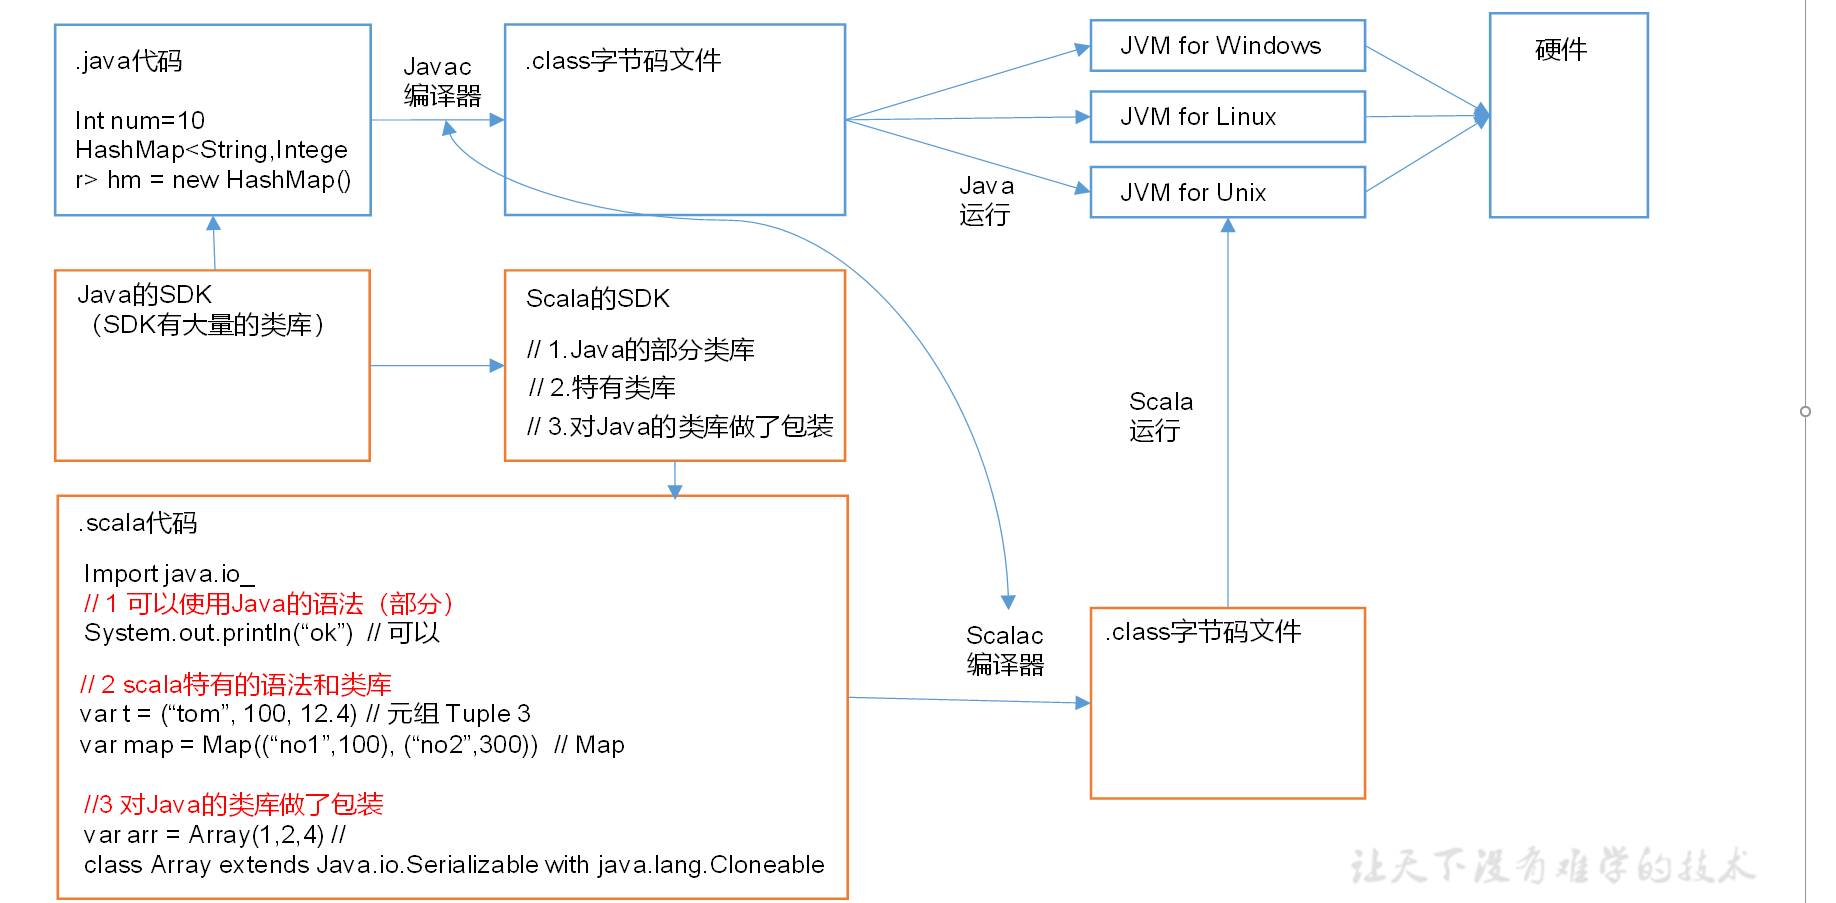 .java代码
Int num=10
HashMap<String,Intege
r> hm = new HashMap()
Javac
编译器
.class字节码文件
JVM for Windows
JVM for Linux
JVM for Unix
硬件
Java
运行
Java的SDK
（SDK有大量的类库）
Scala的SDK
// 1.Java的部分类库
// 2.特有类库
// 3.对Java的类库做了包装
Scala
运行
.scala代码
Import java.io_
// 1 可以使用Java的语法（部分）
System.out.println(“ok”) // 可以
// 2 scala特有的语法和类库
var t = (“tom”, 100, 12.4) // 元组 Tuple 3
var map = Map((“no1”,100), (“no2”,300)) // Map
//3 对Java的类库做了包装
var arr = Array(1,2,4) //
class Array extends Java.io.Serializable with java.lang.Cloneable
Scalac
编译器
.class字节码文件
让天下没有难学的技术